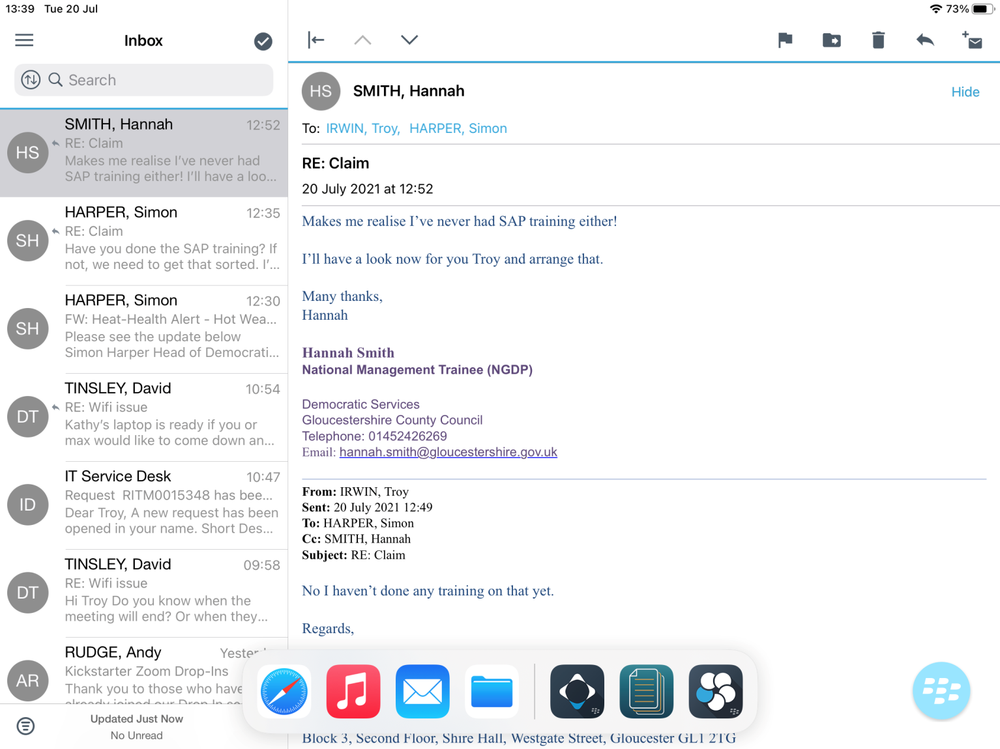 13:39 Tue 20 Jul
73%
Inbox
Search
HS
SMITH, Hannah 12:52
RE: Claim
Makes me realise I've never had
SAP training either! I'll have a loo...
SH
HARPER, Simon 12:35
RE: Claim
Have you done the SAP training? If
not, we need to get that sorted. I'...
SH
HARPER, Simon 12:30
FW: Heat-Health Alert - Hot Wea...
Please see the update below
Simon Harper Head of Democrati...
DT
TINSLEY, David 10:54
RE: Wifi issue
Kathy's laptop is ready if you or
max would like to come down an...
ID
IT Service Desk 10:47
Request RITM0015348 has bee...
Dear Troy, A new request has been
opened in your name. Short Des...
DT
TINSLEY, David 09:58
RE: Wifi issue
Hi Troy Do you know when the
meeting will end? Or when they...
AR
RUDGE, Andy
Kickstarter Zoom Drop-Ins
Thank you to those who have
already joined our Drop In
Updated Just Now
No Unread
HS
SMITH, Hannah
Hide
To: IRWIN, Troy, HARPER, Simon
RE: Claim
20 July 2021 at 12:52
Makes me realise I've never had SAP training either!
I'll have a look now for you Troy and arrange that.
Many thanks,
Hannah
Hannah Smith
National Management Trainee (NGDP)
Democratic Services
Gloucestershire County Council
Telephone: 01452426269
Email: hannah.smith@gloucestershire.gov.uk
From: IRWIN, Troy
Sent: 20 July 2021 12:49
To: HARPER, Simon
Cc: SMITH, Hannah
Subject: RE: Claim
No I haven't done any training on that yet.
Regards,
Block 3, Second Floor, Shire Hall, Westgate Street, Gloucester GL1 2TG